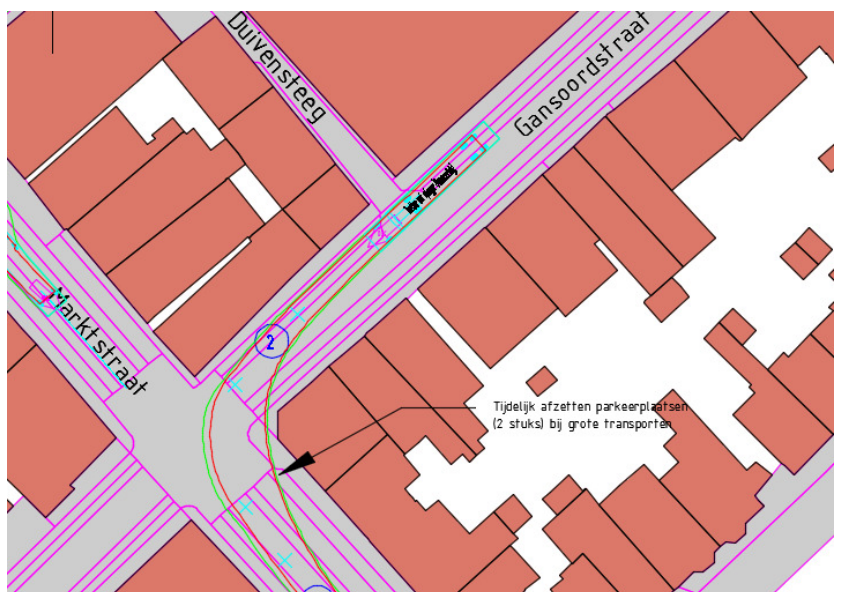 Duivensteeg
Gansoordstraat
Marktstraat
2
Tijdelijk afzetten parkeerplaatsen
(2 stuks) bij grote transporten